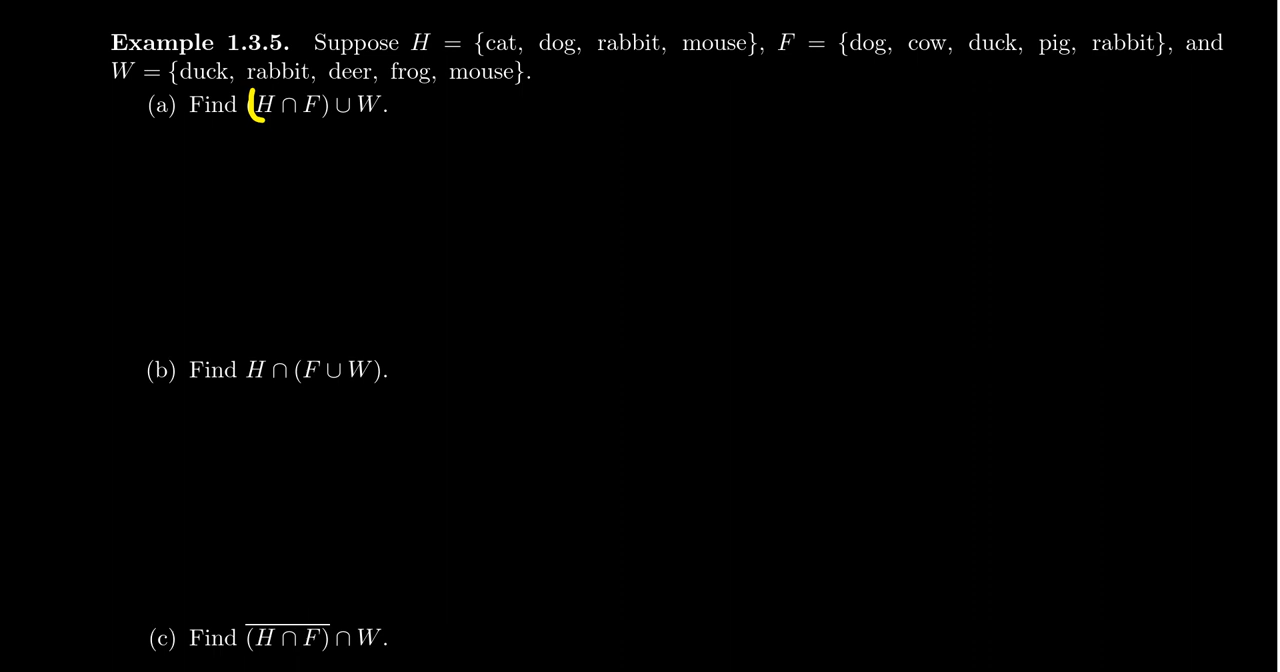 Example 1.3.5. Suppose H = {cat, dog, rabbit, mouse}, F = {dog, cow, duck, pig, rabbit}, and
W = {duck, rabbit, deer, frog, mouse}.
(a) Find (H ∩ F) ∪ W.
(b) Find H ∩ (F ∪ W).
(c) Find \overline{(H ∩ F)} ∩ W.